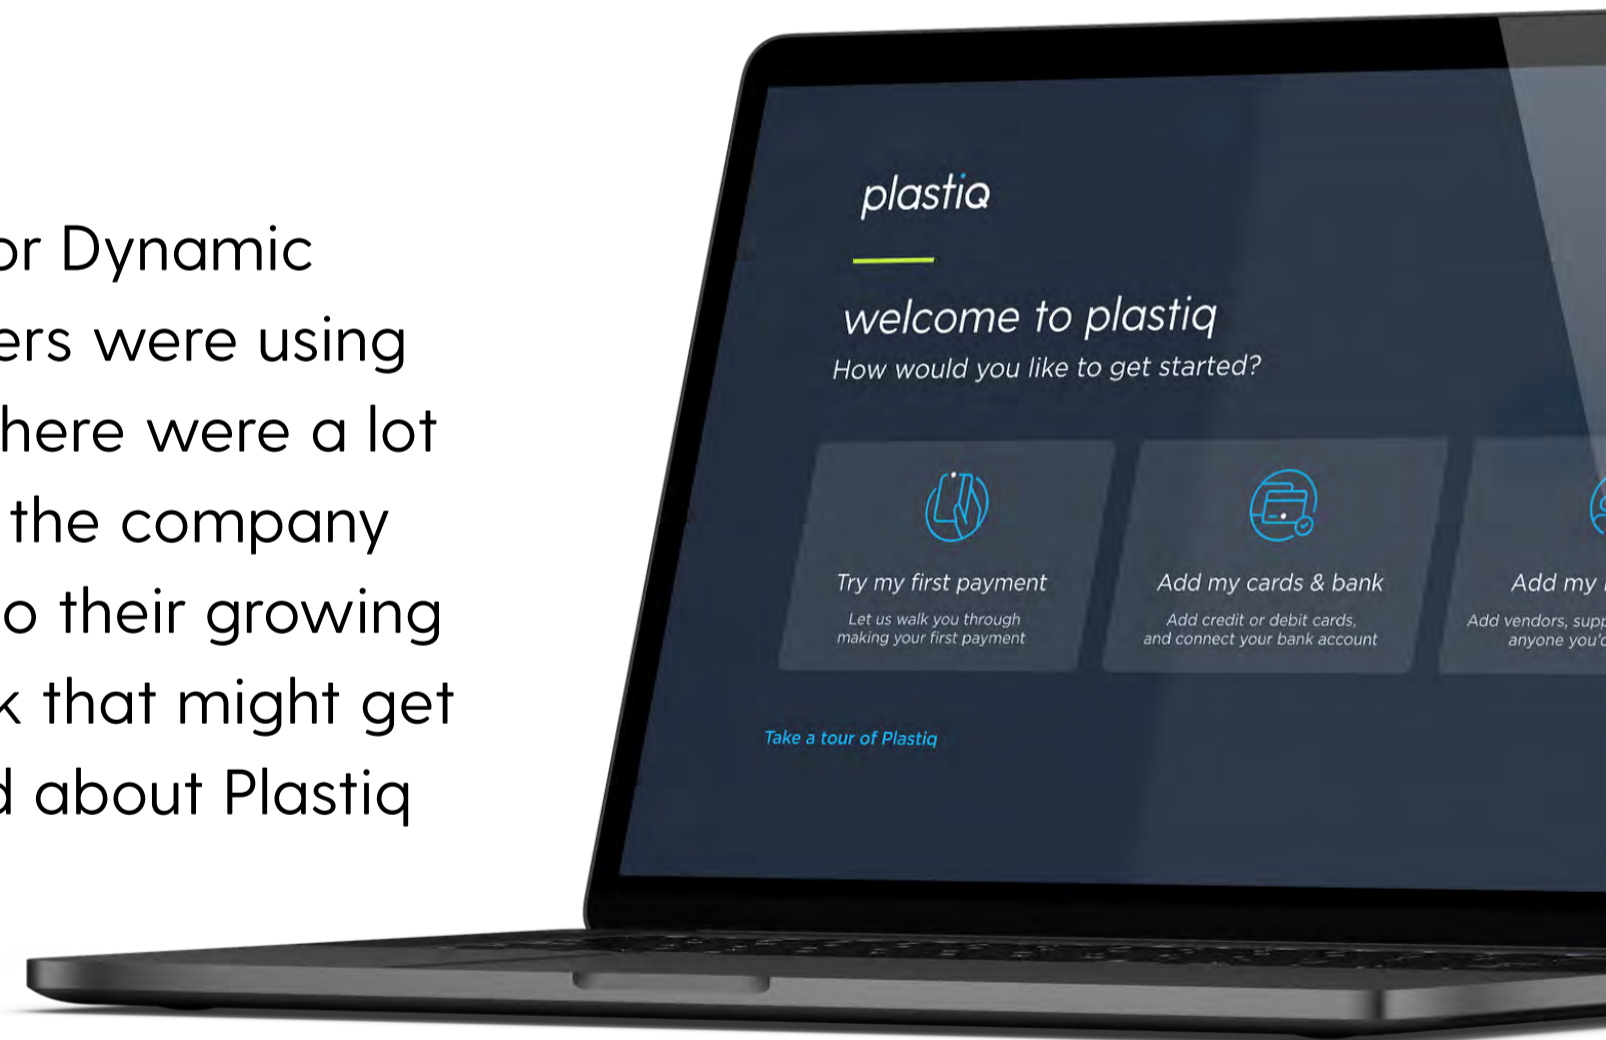 or Dynamic
ers were using
here were a lot
the company
o their growing
k that might get
d about Plastiq
plastiq
welcome to plastiq
How would you like to get started?
Try my first payment
Let us walk you through
making your first payment
Add my cards & bank
Add credit or debit cards,
and connect your bank account
Add my
Add vendors, supp
anyone you'd
Take a tour of Plastiq